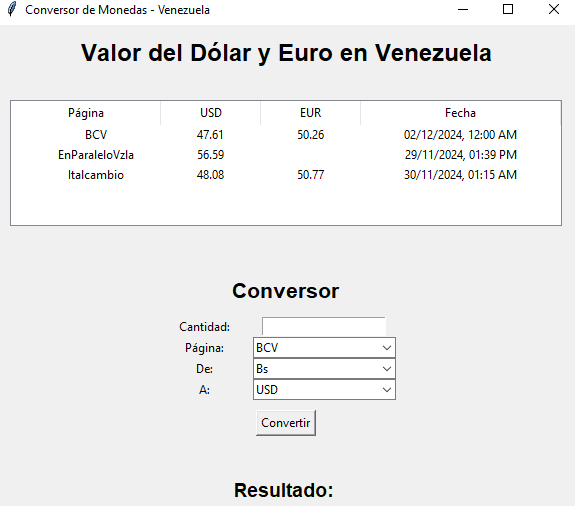 Conversor de Monedas - Venezuela
Valor del Dólar y Euro en Venezuela
Página USD EUR Fecha
BCV 47.61 50.26 02/12/2024, 12:00 AM
EnParaleloVzla 56.59 29/11/2024, 01:39 PM
Italcambio 48.08 50.77 30/11/2024, 01:15 AM
Conversor
Cantidad:
Página: BCV
De: Bs
A: USD
Convertir
Resultado: